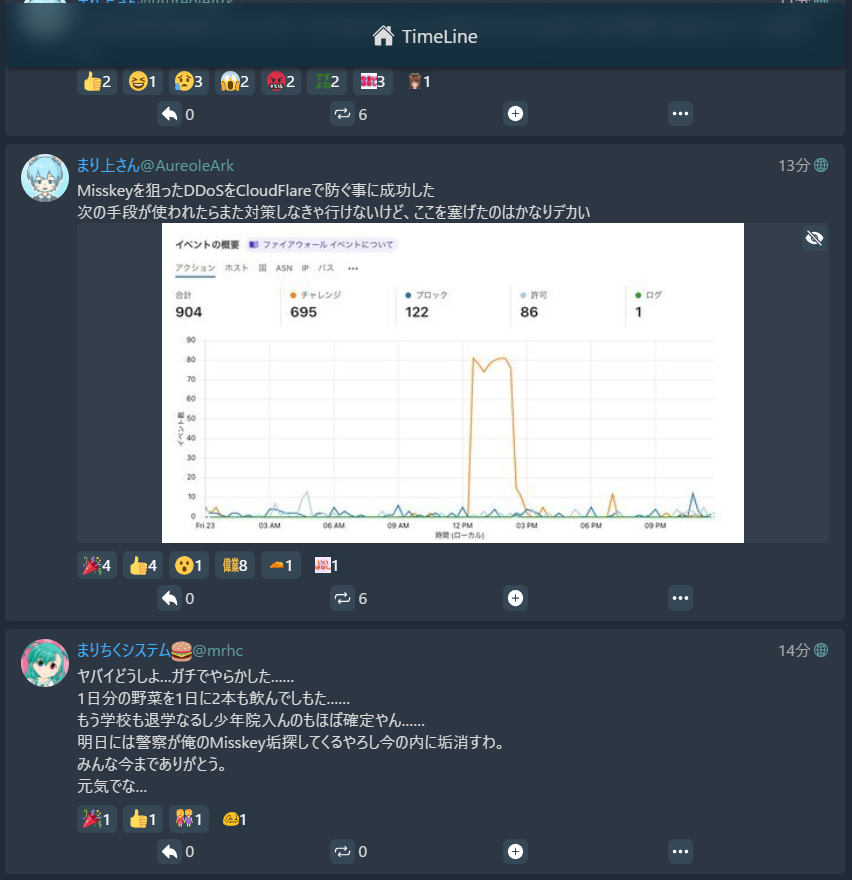 TimeLine
👍2 😆1 😥3 😱2 🤬2 2 3 1
0 6
まり上さん@AureoleArk 13分
Misskeyを狙ったDDoSをCloudFlareで防ぐ事に成功した
次の手段が使われたらまた対策しなきゃ行けないけど、ここを塞げたのはかなりデカい
イベントの概要 ファイアウォール イベントについて
アクション ホスト 国 ASN IP パス •••
合計 チャレンジ ブロック 許可 ログ
904 695 122 86 1
90
80
70
60
50
40
30
20
10
0
イベント数
Fri 23 03 AM 06 AM 09 AM 12 PM 03 PM 06 PM 09 PM
時間 (ローカル)
🎉4 👍4 😮1 偉業8 1 1
0 6
まりちくシステム🍔@mrhc 14分
ヤバイどうしよ...ガチでやらかした......
1日分の野菜を1日に2本も飲んでしもた......
もう学校も退学なるし少年院入んのもほぼ確定やん......
明日には警察が俺のMisskey垢探してくるやろし今の内に垢消すわ。
みんな今までありがとう。
元気でな...
🎉1 👍1 👭1 1
0 0